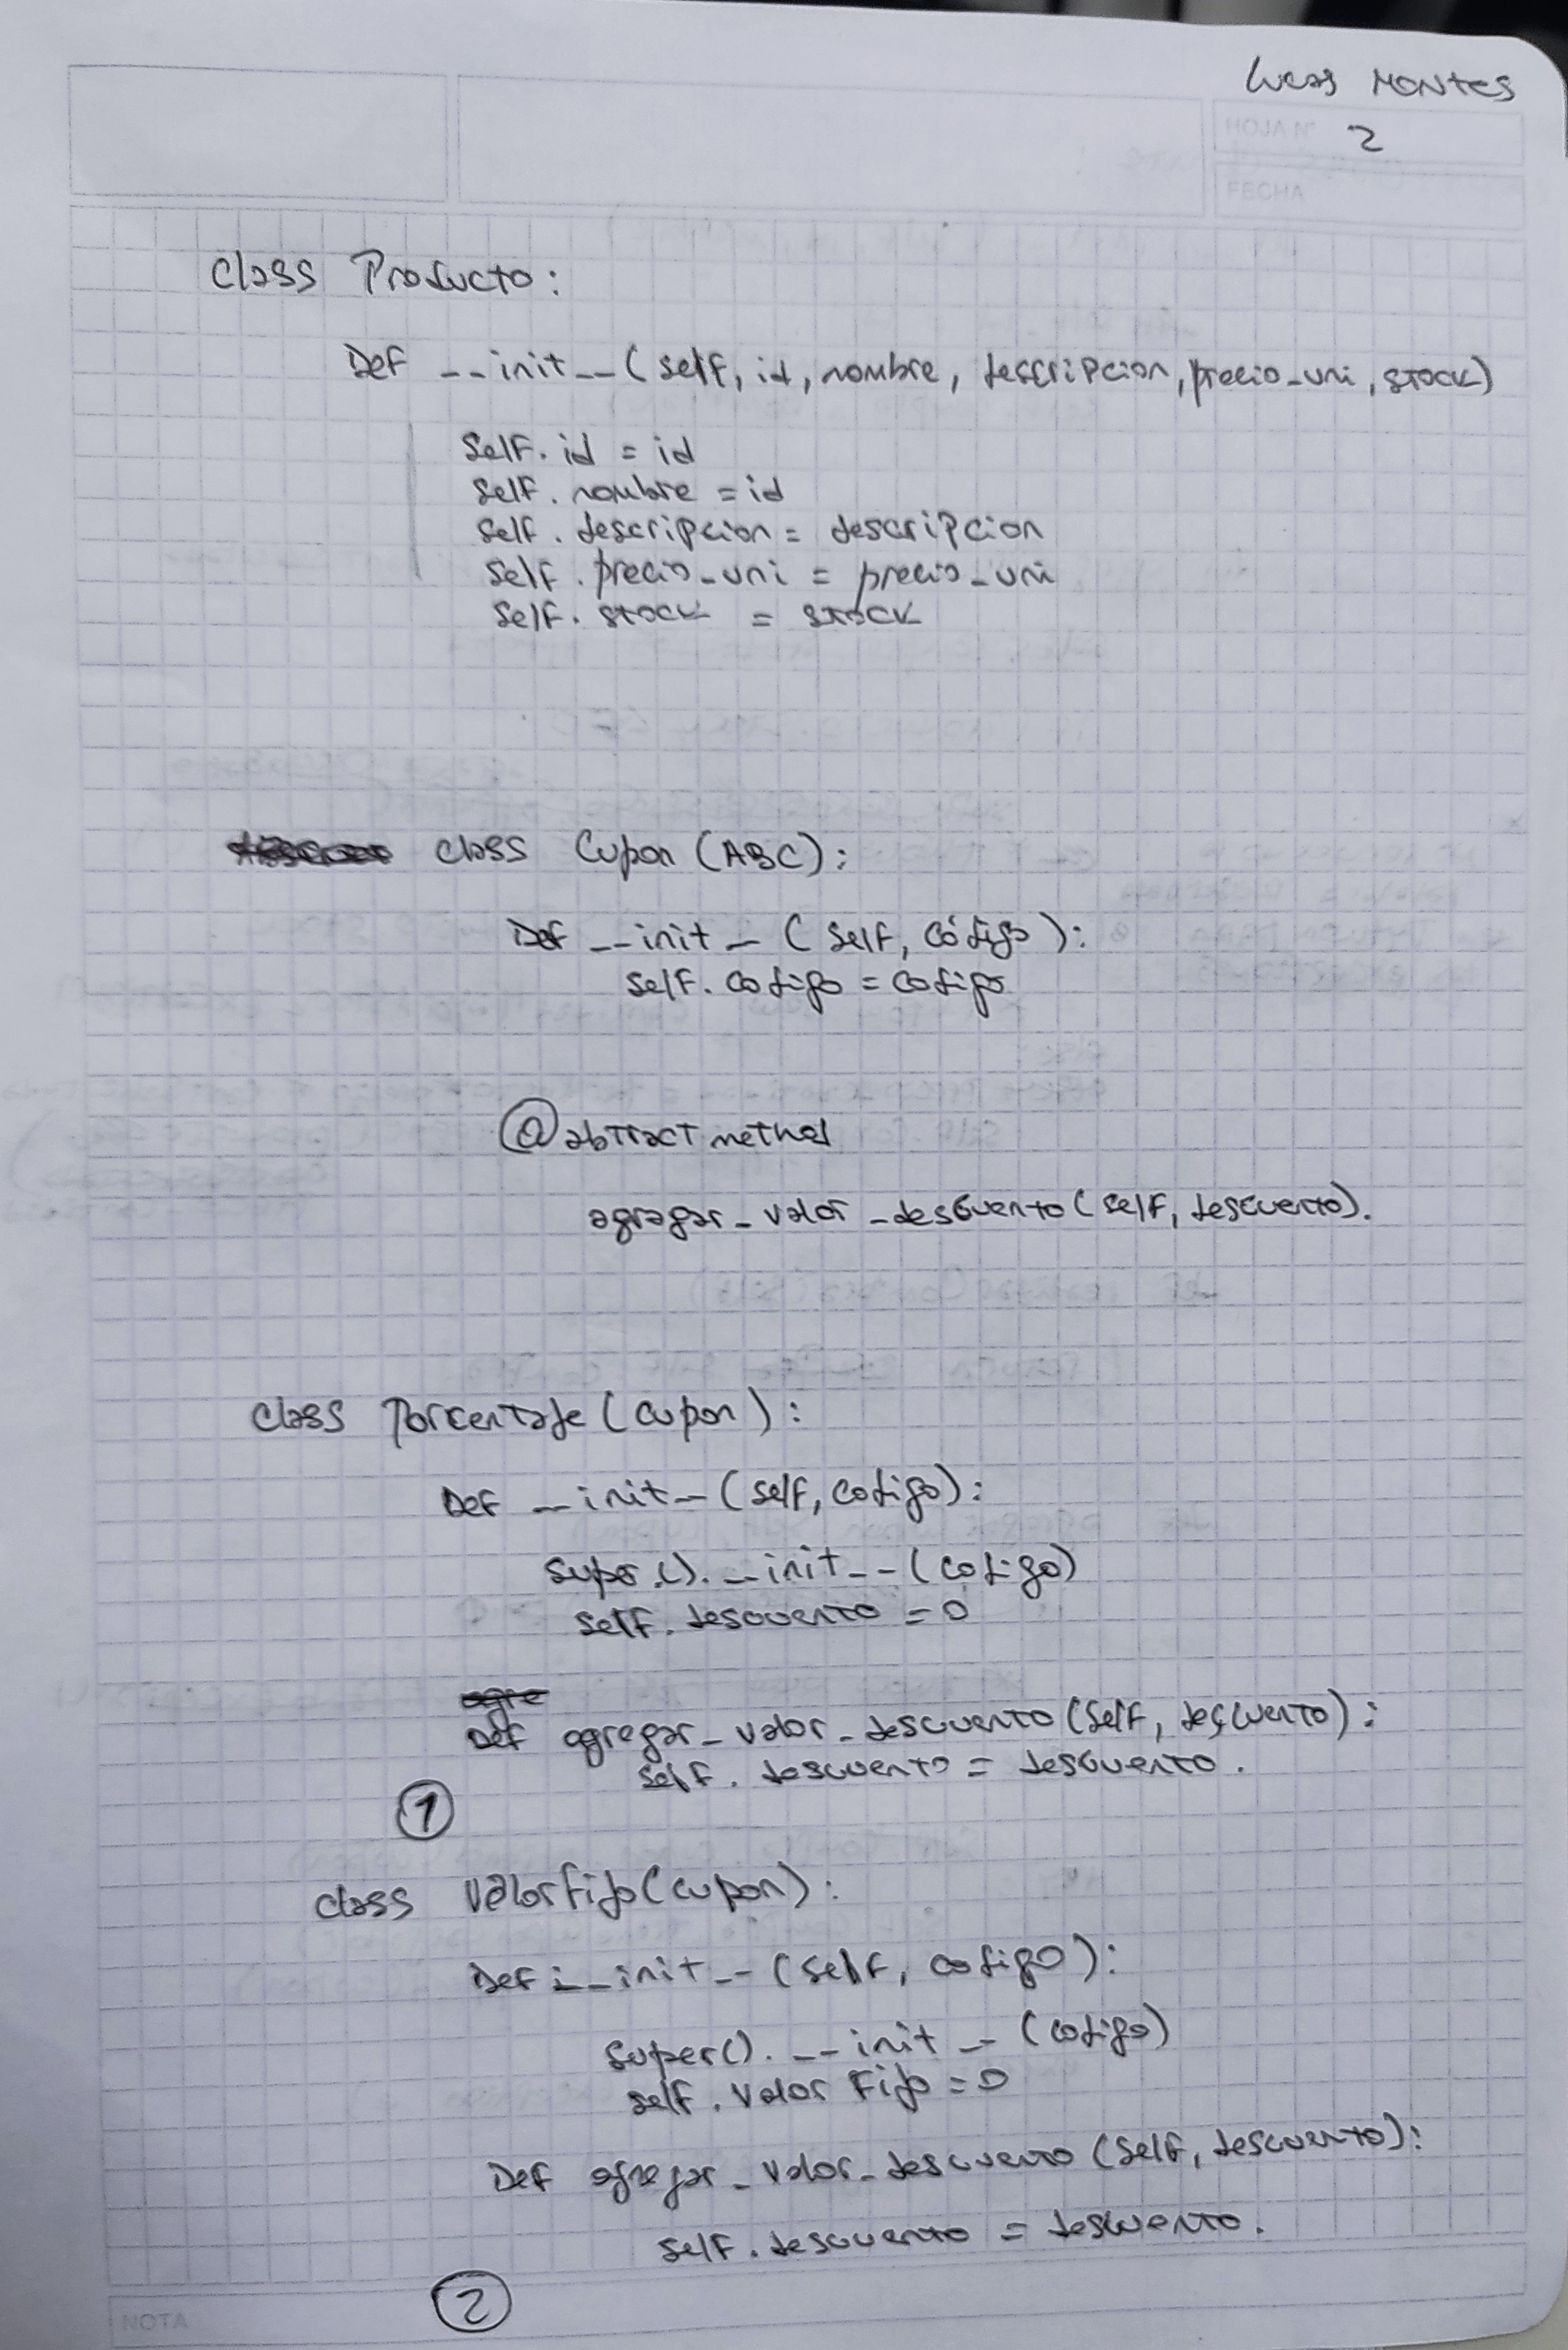 Lucas Montes
HOJA Nº 2
FECHA
Class Producto:
Def __init__(self, id, nombre, descripcion, precio_uni, stock)
self.id = id
self.nombre = id
self.descripcion = descripcion
self.precio_uni = precio_uni
self.stock = stock
class Cupon (ABC):
Def __init__ (self, código):
self.codigo = codigo
@abtractmethod
agregar_valor_descuento(self, descuento).
class Porcentaje (cupon):
Def __init__(self, codigo):
super.().__init__(codigo)
self.descuento = 0
Def agregar_valor_descuento (self, descuento):
self.descuento = descuento.
1
class ValorFijo(cupon):
Def __init__ (self, codigo):
super().__init__ (codigo)
self.valor Fijo = 0
Def agregar_valor_descuento (self, descuento):
self.descuento = descuento.
2
NOTA